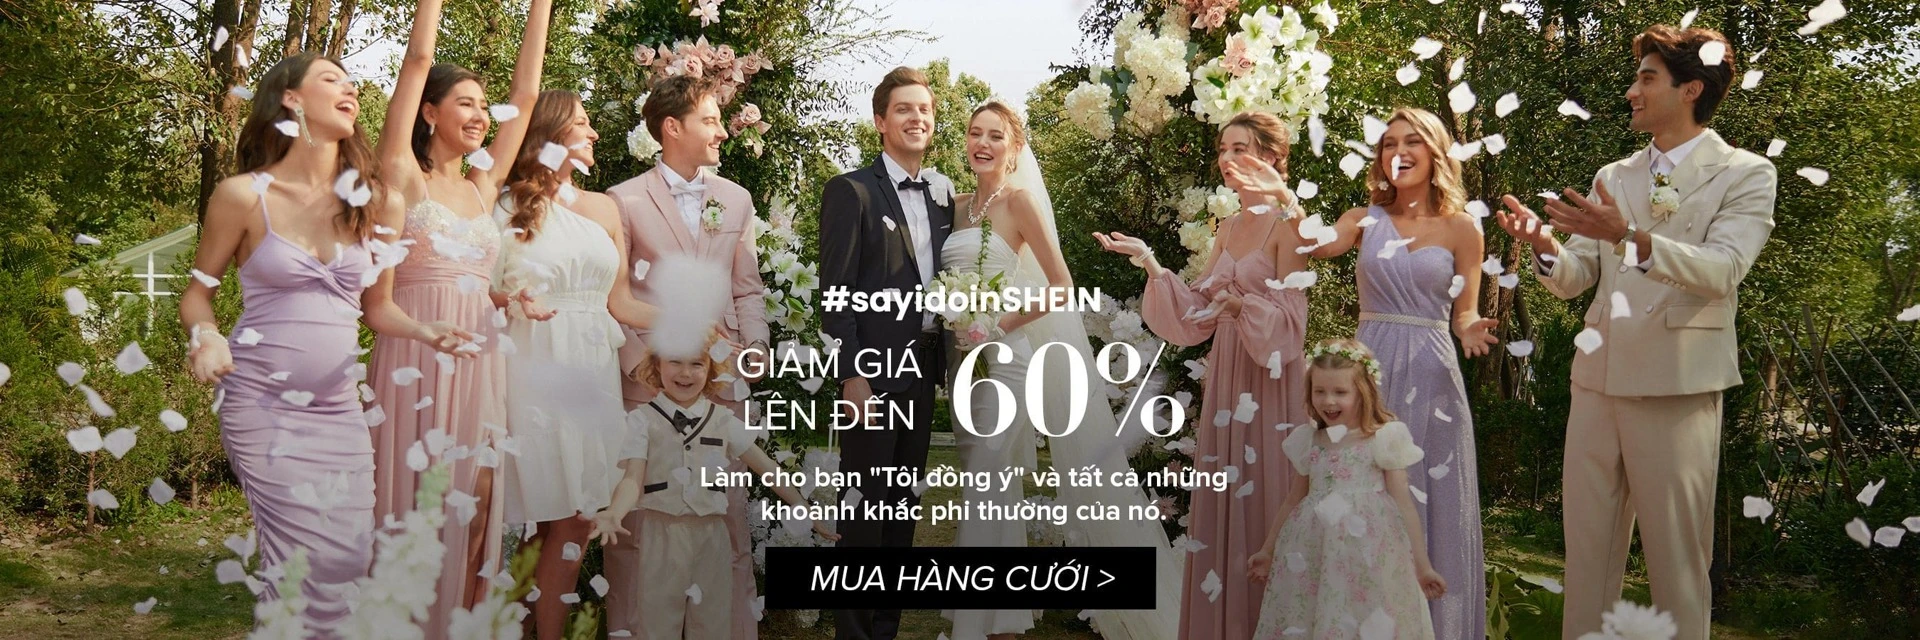 #sayidoinSHEIN
GIẢM GIÁ
LÊN ĐẾN
60%
Làm cho bạn "Tôi đồng ý" và tất cả những
khoảnh khắc phi thường của nó.
MUA HÀNG CƯỚI >